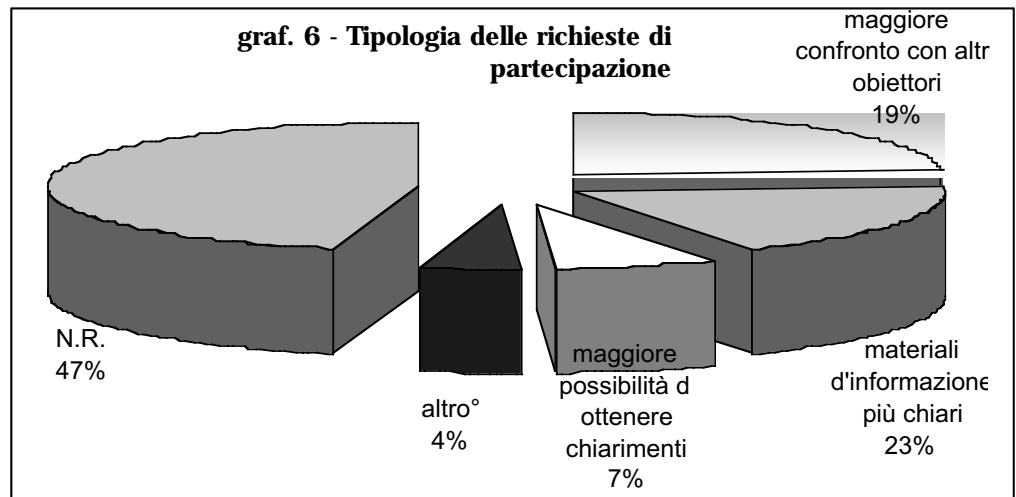 graf. 6 - Tipologia delle richieste di
partecipazione
maggiore
confronto con altr
obiettori
19%
N.R.
47%
altro°
4%
maggiore
possibilità d
ottenere
chiarimenti
7%
materiali
d'informazione
più chiari
23%